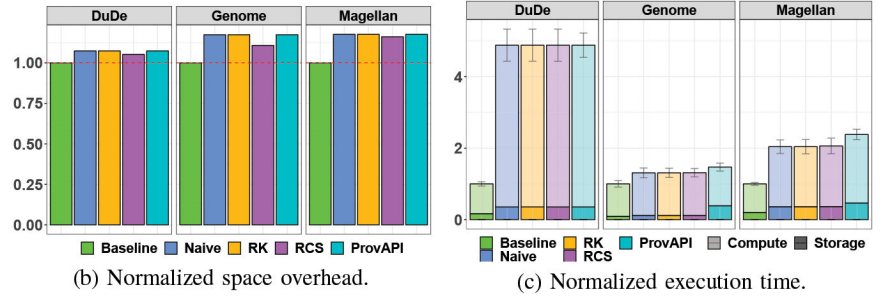 DuDe Genome Magellan
1.00
0.75
0.50
0.25
0.00
Baseline Naive RK RCS ProvAPI
(b) Normalized space overhead.
DuDe Genome Magellan
4
2
0
Baseline RK ProvAPI Compute Storage
Naive RCS
(c) Normalized execution time.